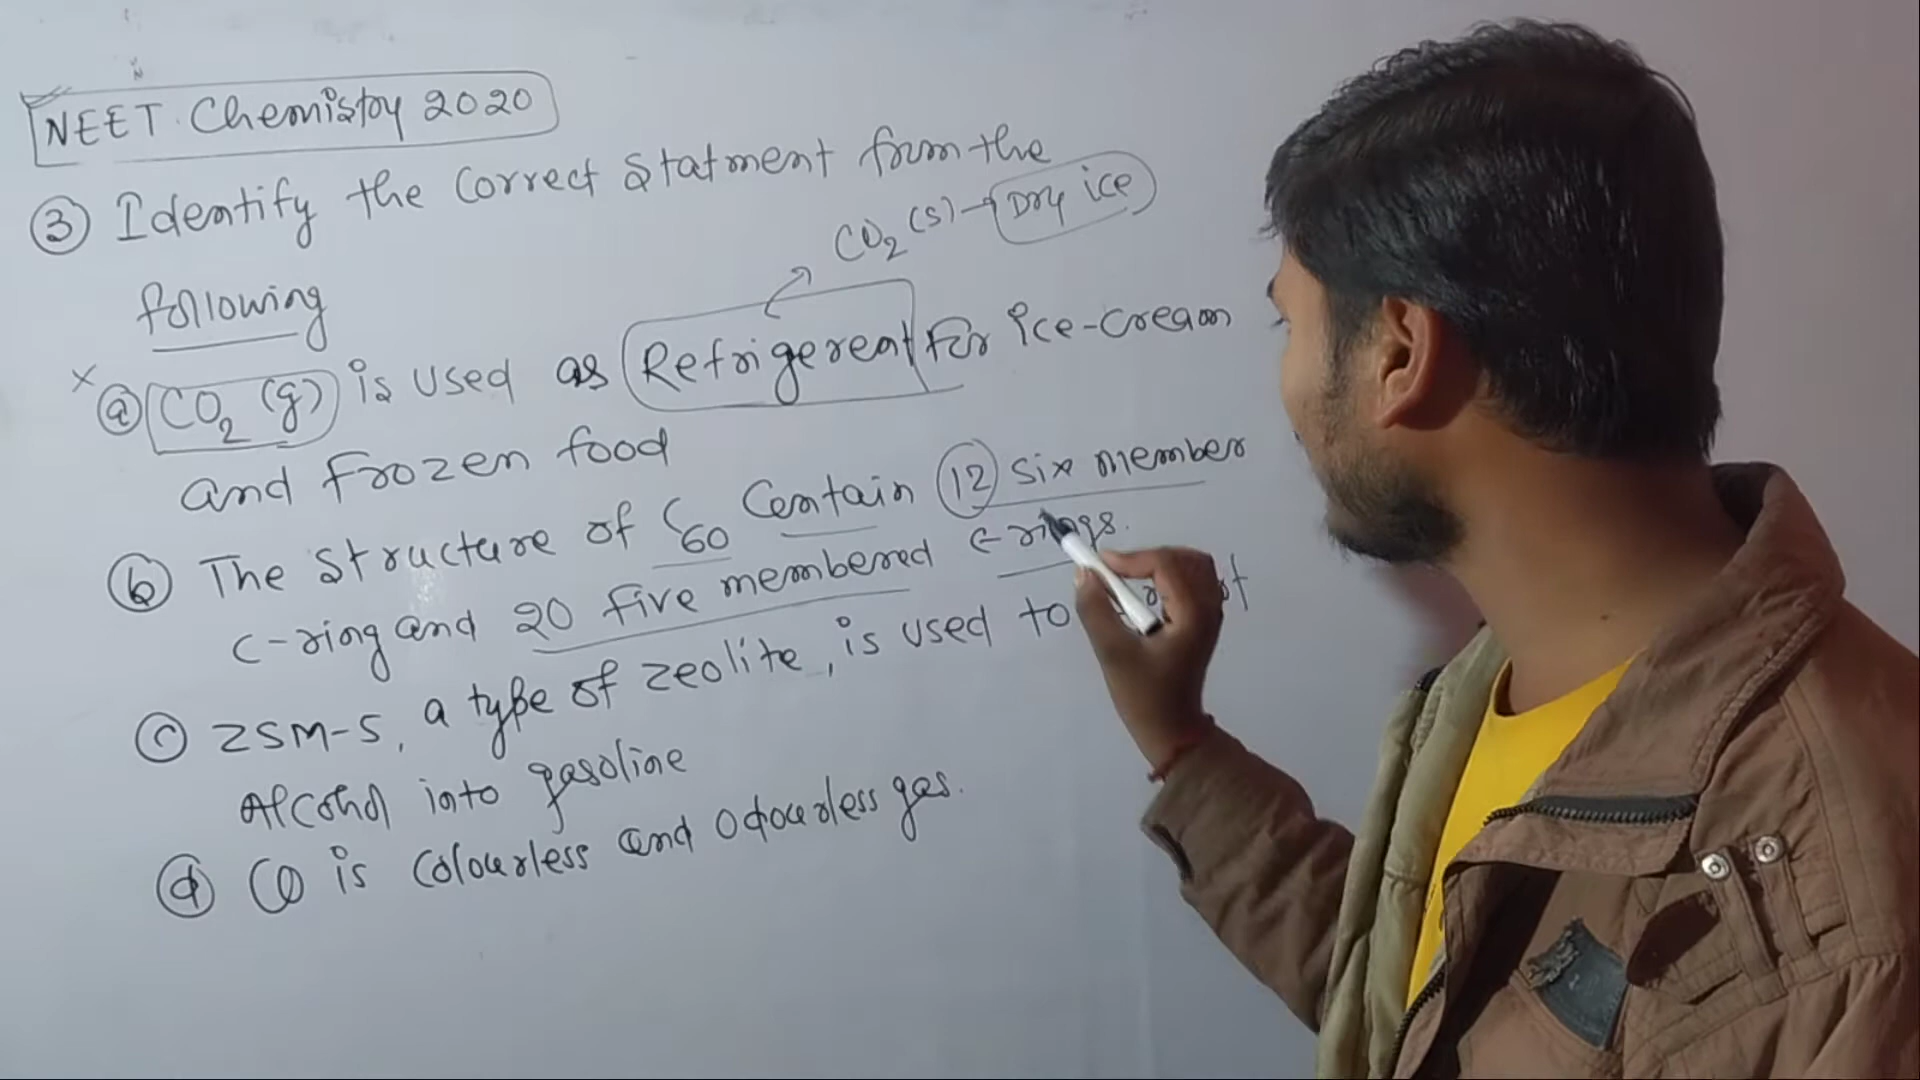 NEET Chemistry 2020
③ Identify the Correct Statment from the
following
CO₂ (s) → Dry ice
× ⓐ CO₂ (g) is used as Refrigerent for ice-cream
and Frozen food
ⓑ The Structure of C60 Contain 12 six member
C-ring and 20 five membered C-rings.
ⓒ ZSM-5, a type of zeolite, is used to
Alcohol into gasoline
ⓓ CO is Colourless and Odourless gas.